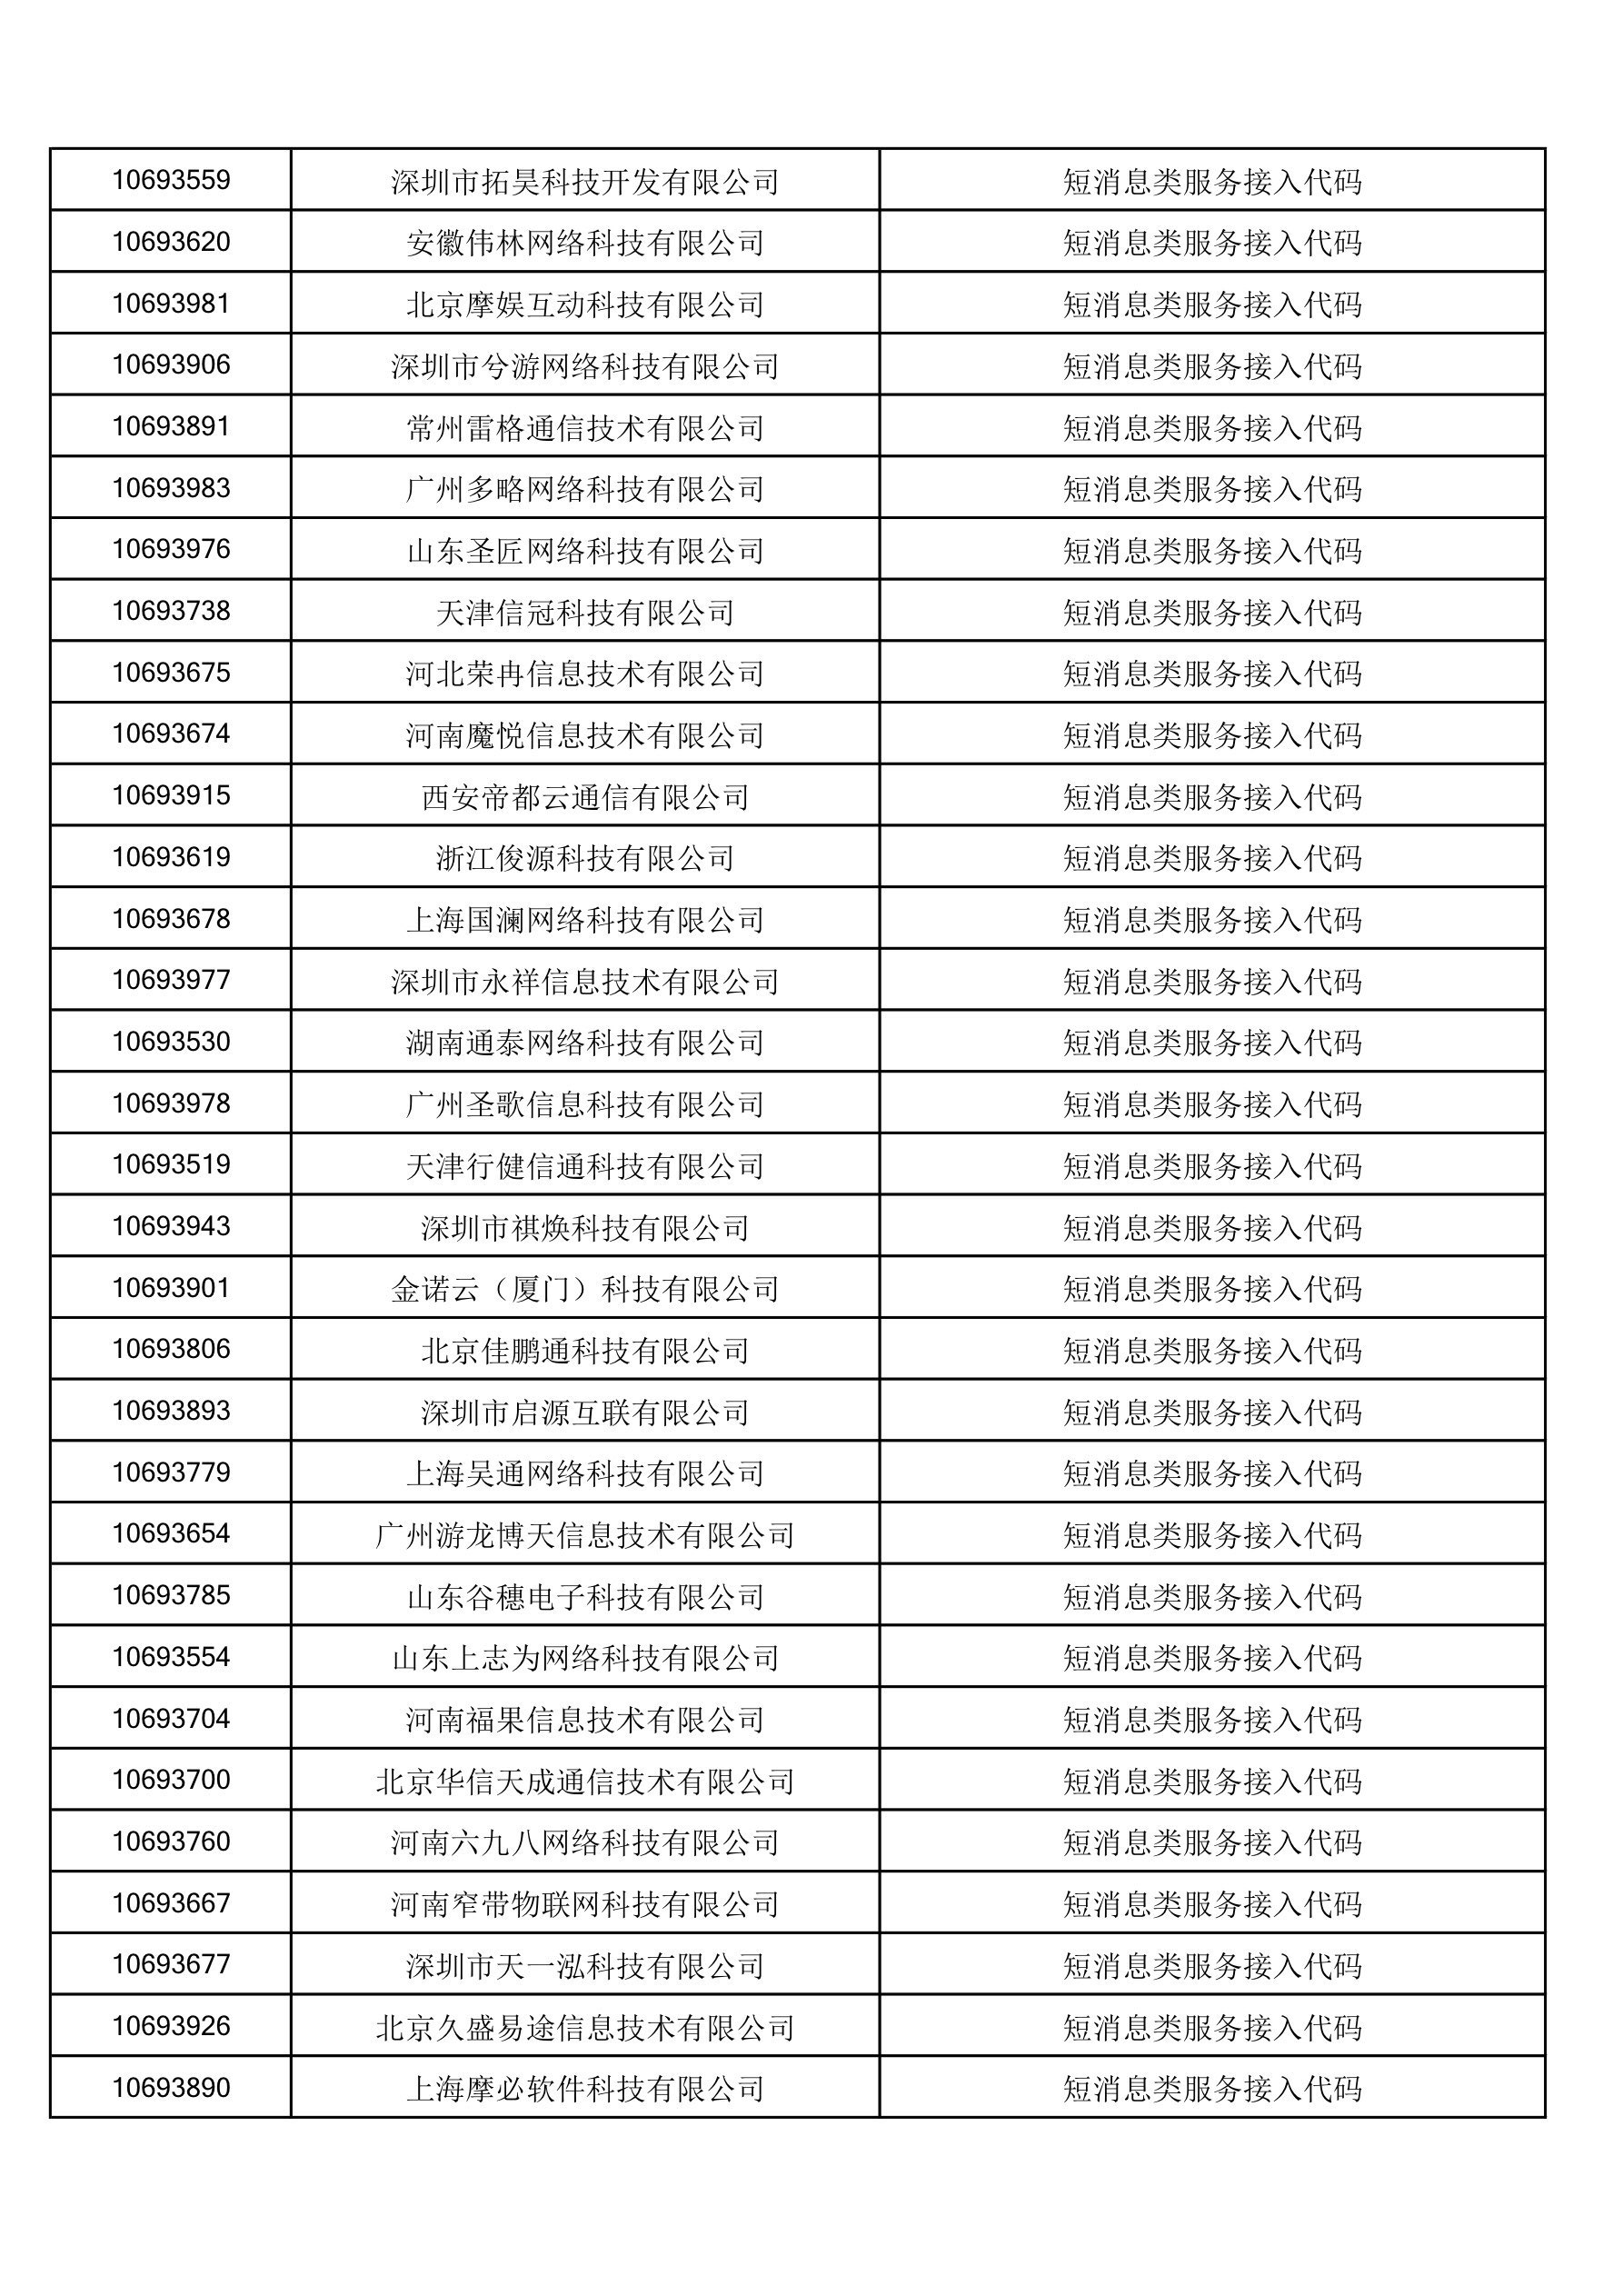 10693559 深圳市拓昊科技开发有限公司 短消息类服务接入代码
10693620 安徽伟林网络科技有限公司 短消息类服务接入代码
10693981 北京摩娱互动科技有限公司 短消息类服务接入代码
10693906 深圳市兮游网络科技有限公司 短消息类服务接入代码
10693891 常州雷格通信技术有限公司 短消息类服务接入代码
10693983 广州多略网络科技有限公司 短消息类服务接入代码
10693976 山东圣匠网络科技有限公司 短消息类服务接入代码
10693738 天津信冠科技有限公司 短消息类服务接入代码
10693675 河北荣冉信息技术有限公司 短消息类服务接入代码
10693674 河南魔悦信息技术有限公司 短消息类服务接入代码
10693915 西安帝都云通信有限公司 短消息类服务接入代码
10693619 浙江俊源科技有限公司 短消息类服务接入代码
10693678 上海国澜网络科技有限公司 短消息类服务接入代码
10693977 深圳市永祥信息技术有限公司 短消息类服务接入代码
10693530 湖南通泰网络科技有限公司 短消息类服务接入代码
10693978 广州圣歌信息科技有限公司 短消息类服务接入代码
10693519 天津行健信通科技有限公司 短消息类服务接入代码
10693943 深圳市祺焕科技有限公司 短消息类服务接入代码
10693901 金诺云（厦门）科技有限公司 短消息类服务接入代码
10693806 北京佳鹏通科技有限公司 短消息类服务接入代码
10693893 深圳市启源互联有限公司 短消息类服务接入代码
10693779 上海吴通网络科技有限公司 短消息类服务接入代码
10693654 广州游龙博天信息技术有限公司 短消息类服务接入代码
10693785 山东谷穗电子科技有限公司 短消息类服务接入代码
10693554 山东上志为网络科技有限公司 短消息类服务接入代码
10693704 河南福果信息技术有限公司 短消息类服务接入代码
10693700 北京华信天成通信技术有限公司 短消息类服务接入代码
10693760 河南六九八网络科技有限公司 短消息类服务接入代码
10693667 河南窄带物联网科技有限公司 短消息类服务接入代码
10693677 深圳市天一泓科技有限公司 短消息类服务接入代码
10693926 北京久盛易途信息技术有限公司 短消息类服务接入代码
10693890 上海摩必软件科技有限公司 短消息类服务接入代码